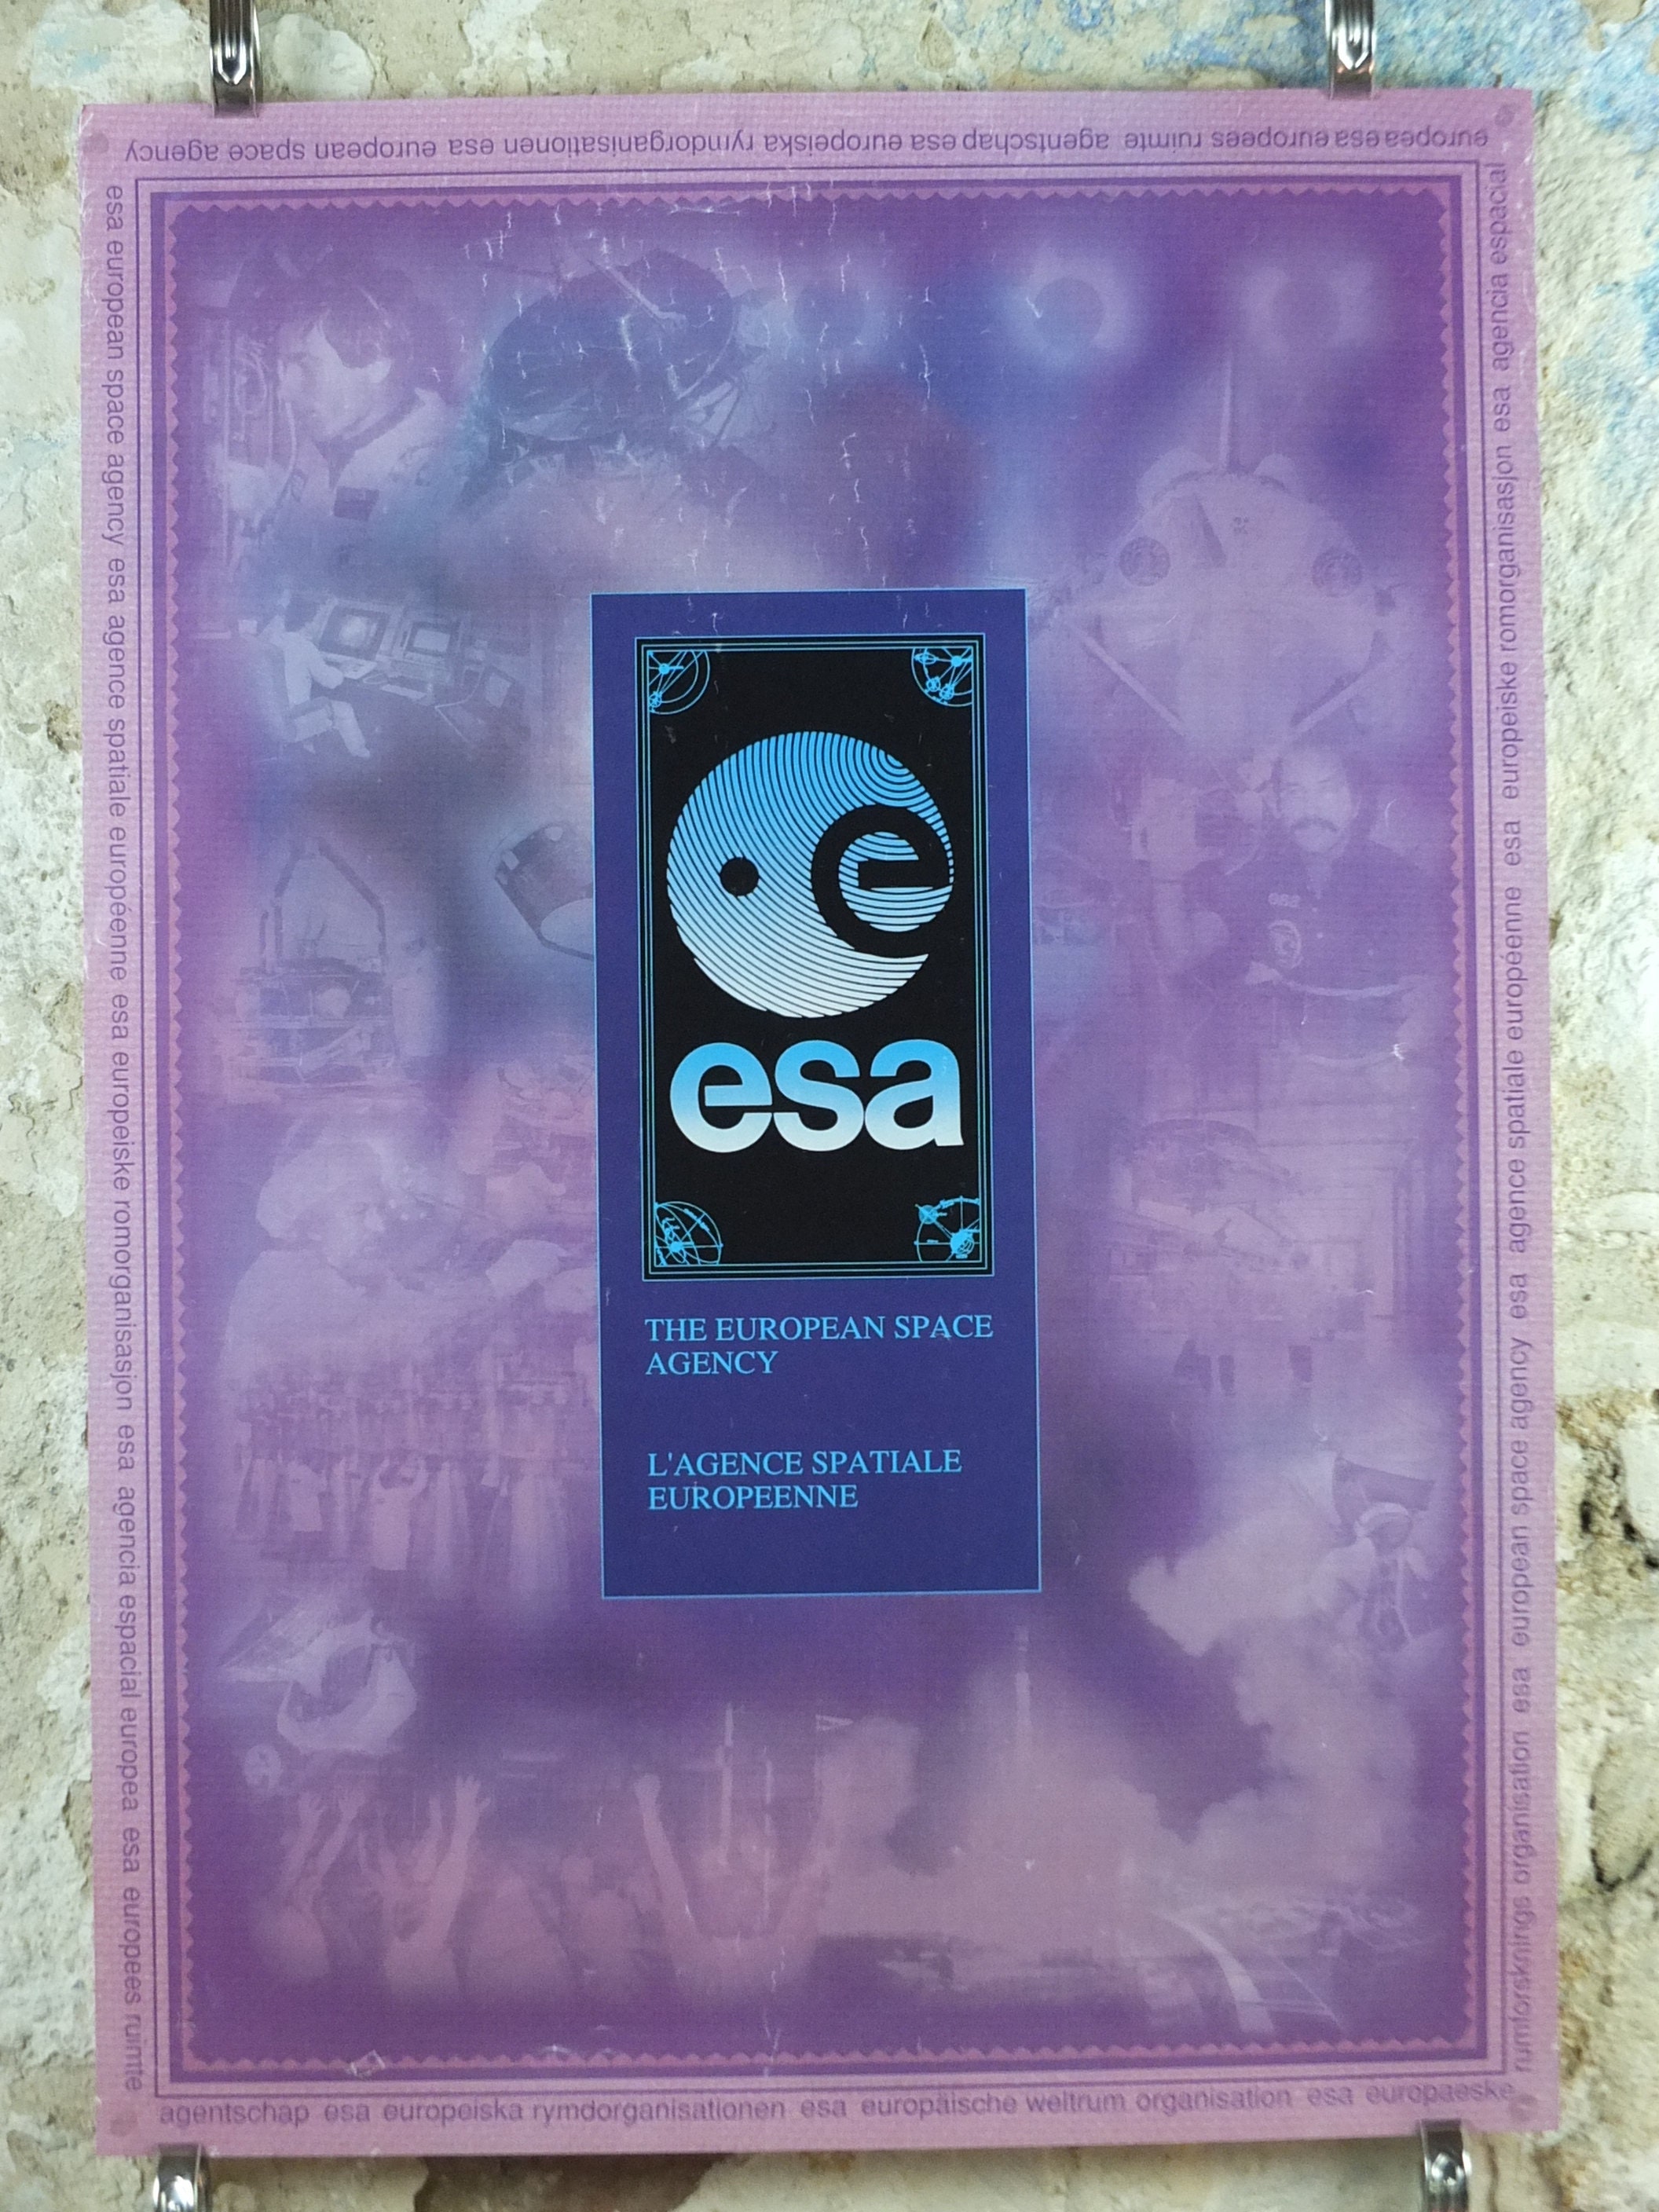 europea esa europees ruimte agentschap esa europeiska rymdorganisationen esa european space agency
esa european space agency esa agence spatiale européenne esa europeiske romorganisasjon esa agencia espacial europea esa europees ruimte
esa
THE EUROPEAN SPACE
AGENCY
L'AGENCE SPATIALE
EUROPEENNE
esa
rumforsknings organisation esa european space agency esa agence spatiale européenne esa europeiske romorganisasjon esa agencia espacial
agentschap esa europeiska rymdorganisationen esa europäische weltrum organisation esa europaeske